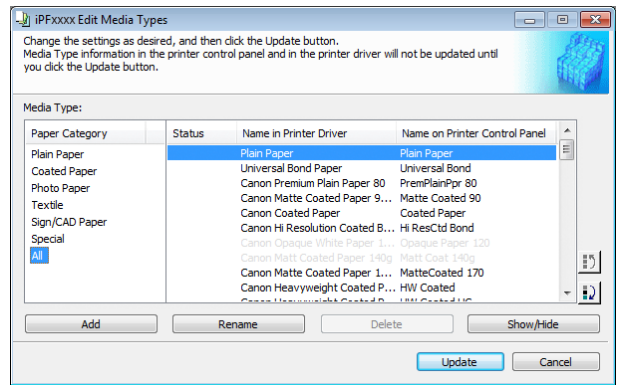 iPFxxxx Edit Media Types
Change the settings as desired, and then click the Update button.
Media Type information in the printer control panel and in the printer driver will not be updated until
you click the Update button.
Media Type:
Paper Category Status Name in Printer Driver Name on Printer Control Panel
Plain Paper Plain Paper Plain Paper
Coated Paper Universal Bond Paper Universal Bond
Photo Paper Canon Premium Plain Paper 80 PremPlainPpr 80
Textile Canon Matte Coated Paper 9... Matte Coated 90
Sign/CAD Paper Canon Coated Paper Coated Paper
Special Canon Hi Resolution Coated B... Hi ResCtd Bond
All Canon Opaque White Paper 1... Opaque Paper 120
Canon Matt Coated Paper 140g Matt Coat 140g
Canon Matte Coated Paper 1... MatteCoated 170
Canon Heavyweight Coated P... HW Coated
Canon Heavyweight Coated P... HW Coated HG
Add Rename Delete Show/Hide
Update Cancel